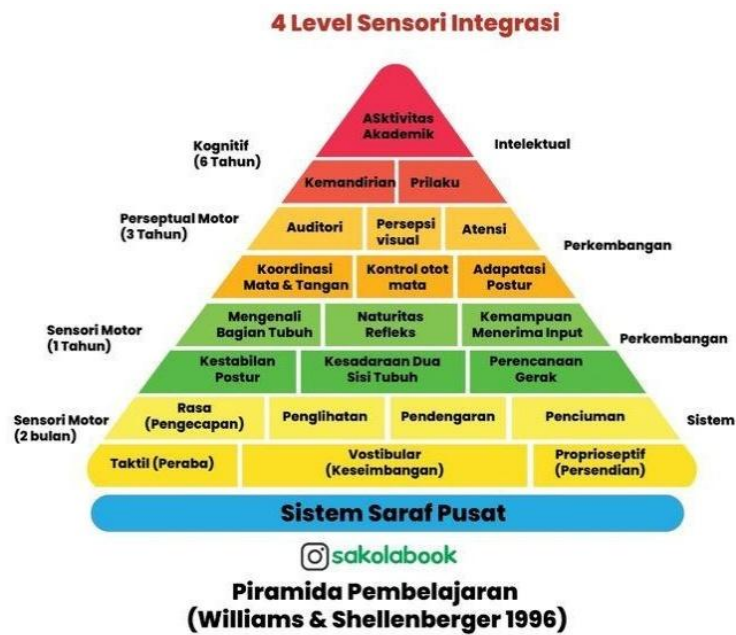 4 Level Sensori Integrasi
ASktivitas
Akademik
Kognitif
(6 Tahun)
Intelektual
Kemandirian
Prilaku
Perseptual Motor
(3 Tahun)
Auditori
Persepsi
visual
Atensi
Perkembangan
Koordinasi
Mata & Tangan
Kontrol otot
mata
Adapatasi
Postur
Sensori Motor
(1 Tahun)
Mengenali
Bagian Tubuh
Naturitas
Refleks
Kemampuan
Menerima Input
Perkembangan
Kestabilan
Postur
Kesadaraan Dua
Sisi Tubuh
Perencanaan
Gerak
Sensori Motor
(2 bulan)
Rasa
(Pengecapan)
Penglihatan
Pendengaran
Penciuman
Sistem
Taktil (Peraba)
Vostibular
(Keseimbangan)
Proprioseptif
(Persendian)
Sistem Saraf Pusat
sakolabook
Piramida Pembelajaran
(Williams & Shellenberger 1996)